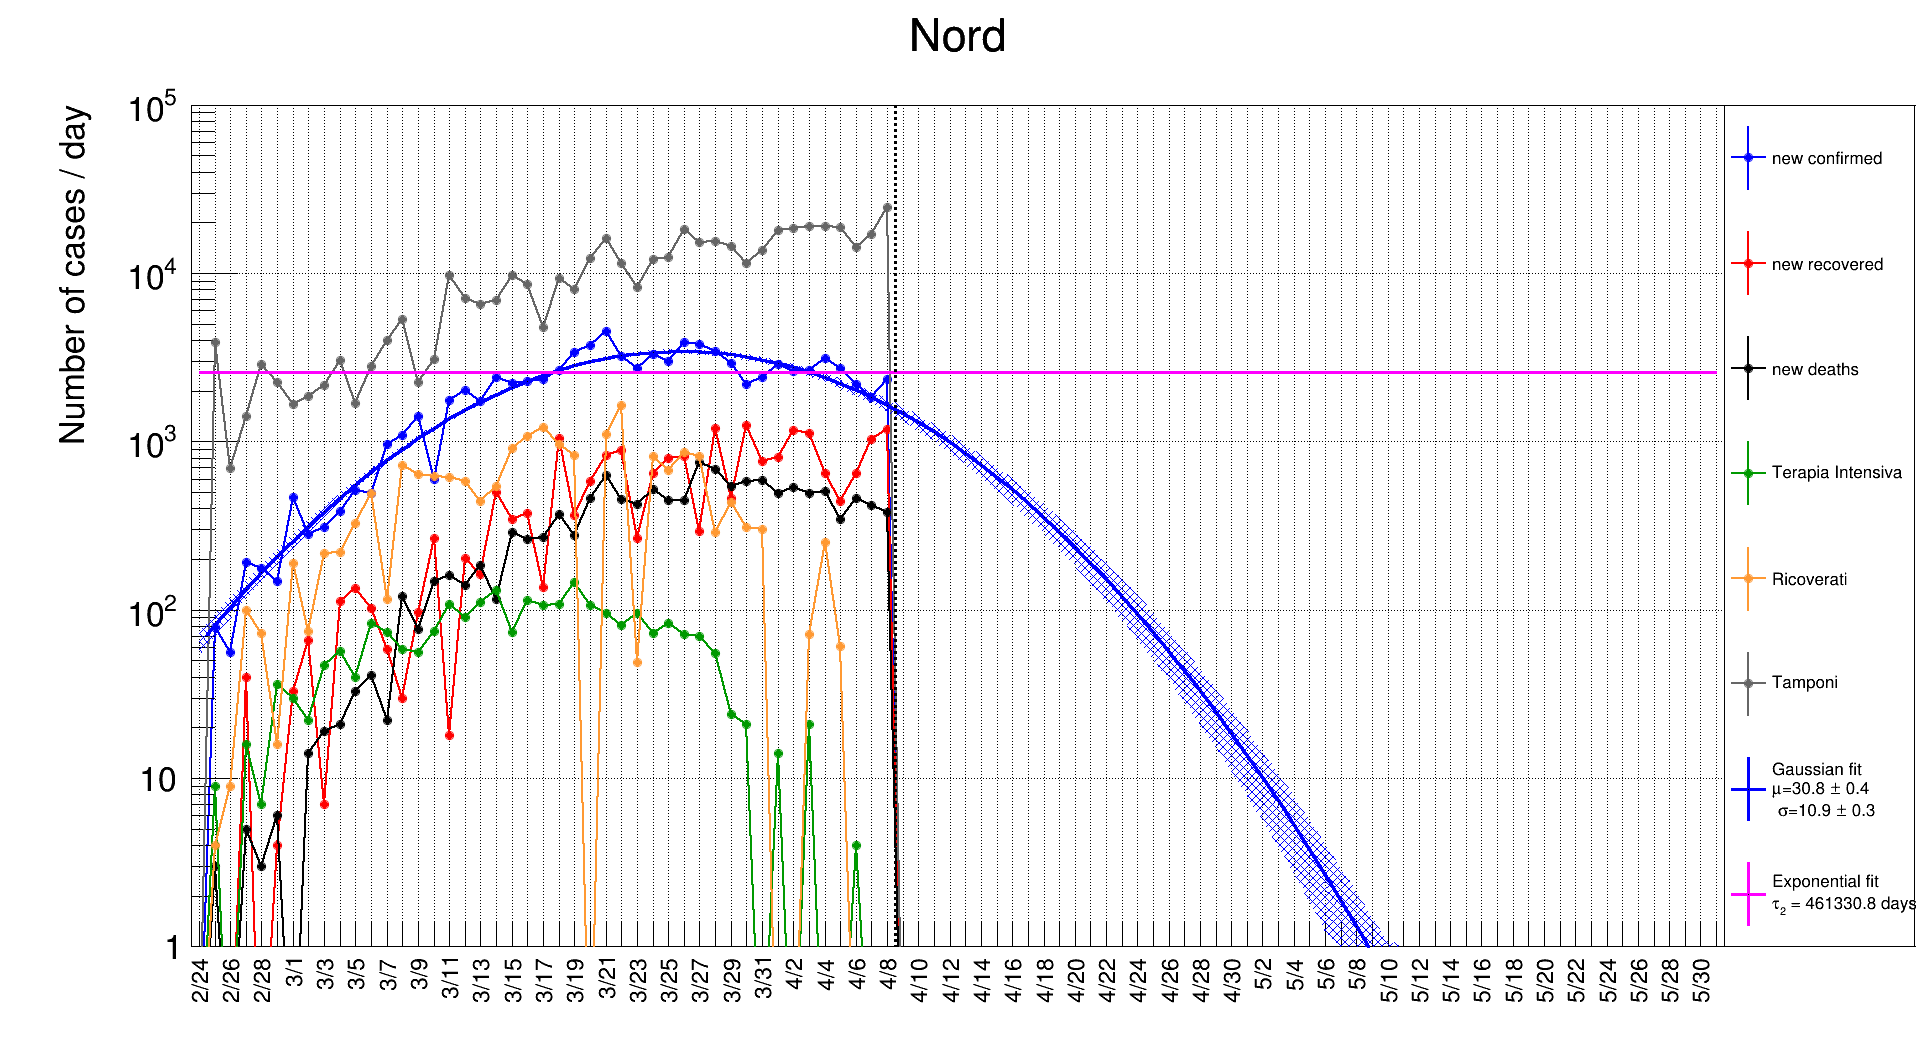 Nord
Number of cases / day
10^5
10^4
10^3
10^2
10
1
2/24 2/26 2/28 3/1 3/3 3/5 3/7 3/9 3/11 3/13 3/15 3/17 3/19 3/21 3/23 3/25 3/27 3/29 3/31 4/2 4/4 4/6 4/8 4/10 4/12 4/14 4/16 4/18 4/20 4/22 4/24 4/26 4/28 4/30 5/2 5/4 5/6 5/8 5/10 5/12 5/14 5/16 5/18 5/20 5/22 5/24 5/26 5/28 5/30
new confirmed
new recovered
new deaths
Terapia Intensiva
Ricoverati
Tamponi
Gaussian fit
μ=30.8 ± 0.4
σ=10.9 ± 0.3
Exponential fit
τ₂ = 461330.8 days